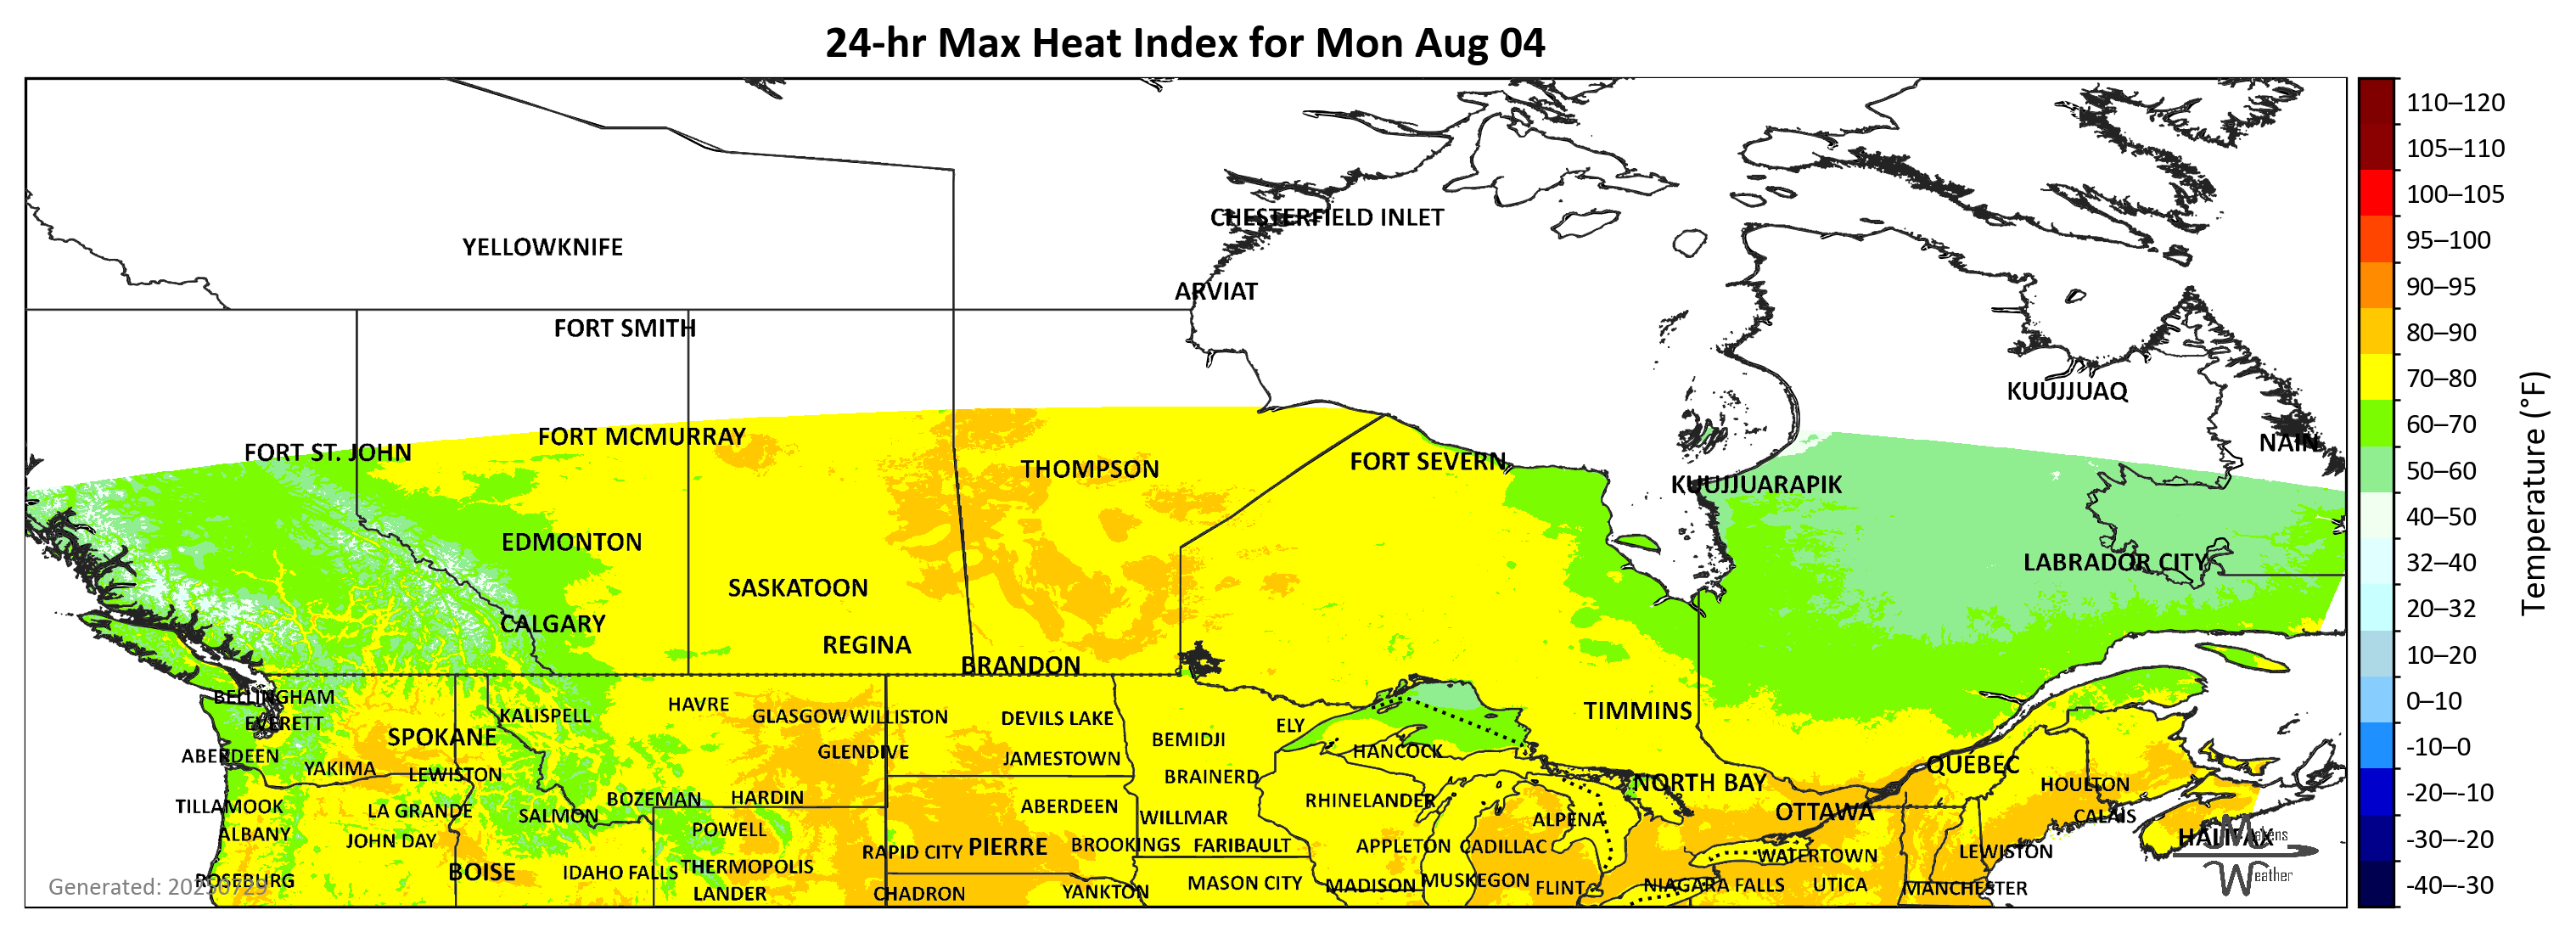 24-hr Max Heat Index for Mon Aug 04
CHESTERFIELD INLET
YELLOWKNIFE
ARVIAT
FORT SMITH
KUUJJUAQ
FORT MCMURRAY
NAIN
FORT ST. JOHN
FORT SEVERN
THOMPSON
KUUJJUARAPIK
EDMONTON
LABRADOR CITY
SASKATOON
CALGARY
REGINA
BRANDON
BELLINGHAM
HAVRE
TIMMINS
KALISPELL
GLASGOW WILLISTON
DEVILS LAKE
EVERETT
ELY
SPOKANE
BEMIDJI
GLENDIVE
HANCOCK
ABERDEEN
JAMESTOWN
QUÉBEC
YAKIMA
LEWISTON
BRAINERD
NORTH BAY
HOULTON
BOZEMAN
HARDIN
RHINELANDER
TILLAMOOK
LA GRANDE
ABERDEEN
OTTAWA
SALMON
WILLMAR
CALAIS
ALPENA
POWELL
ALBANY
HALIFAX
JOHN DAY
BROOKINGS
FARIBAULT
APPLETON
CADILLAC
PIERRE
RAPID CITY
LEWISTON
WATERTOWN
THERMOPOLIS
BOISE
IDAHO FALLS
ROSEBURG
MUSKEGON
MASON CITY
MADISON
NIAGARA FALLS
UTICA
FLINT
MANCHESTER
YANKTON
LANDER
CHADRON
Generated: 20250729
Weather
110–120
105–110
100–105
95–100
90–95
80–90
70–80
60–70
50–60
40–50
32–40
20–32
10–20
0–10
-10–0
-20–-10
-30–-20
-40–-30
Temperature (°F)